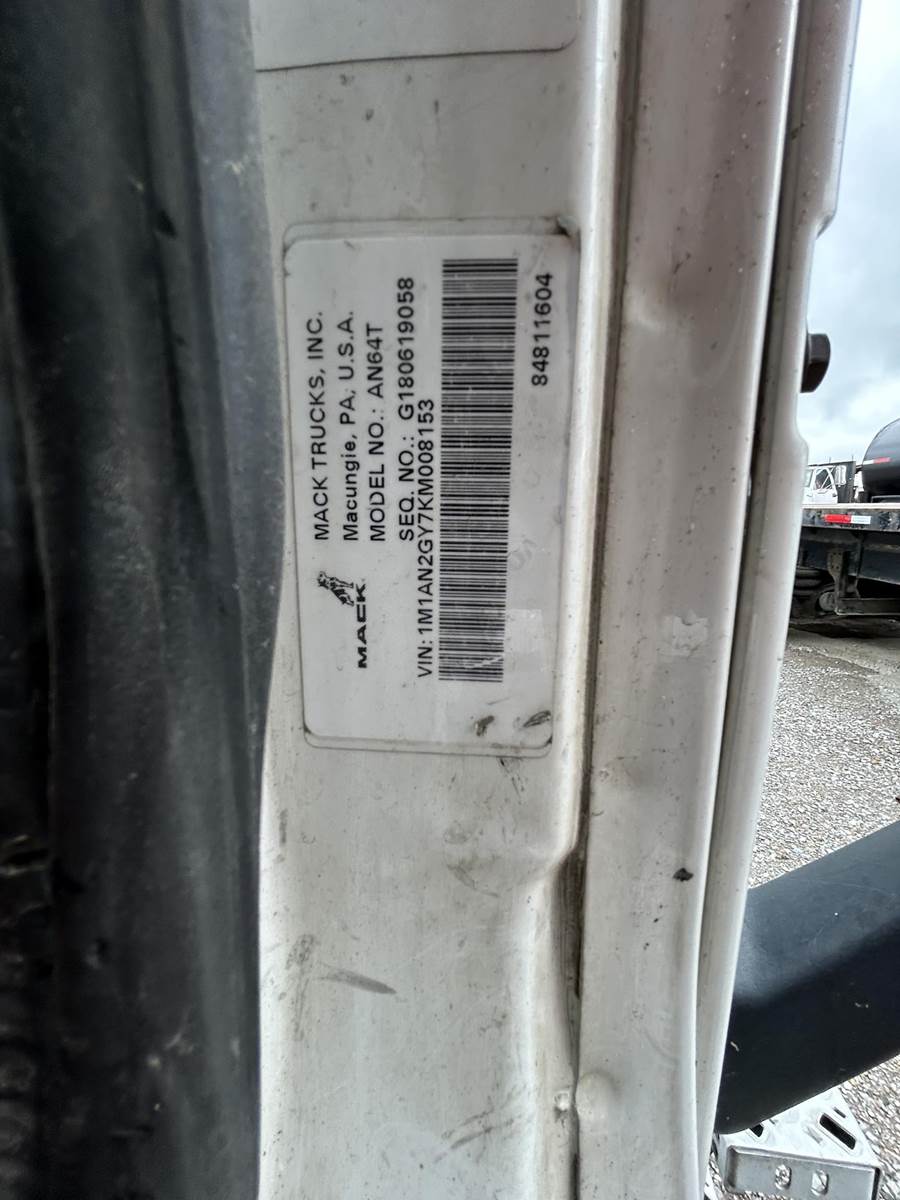 MACK TRUCKS, INC.
Macungie, PA, U.S.A.
MODEL NO.: AN64T
SEQ. NO.: G180619058
MACK
VIN: 1M1AN2GY7KM008153
84811604